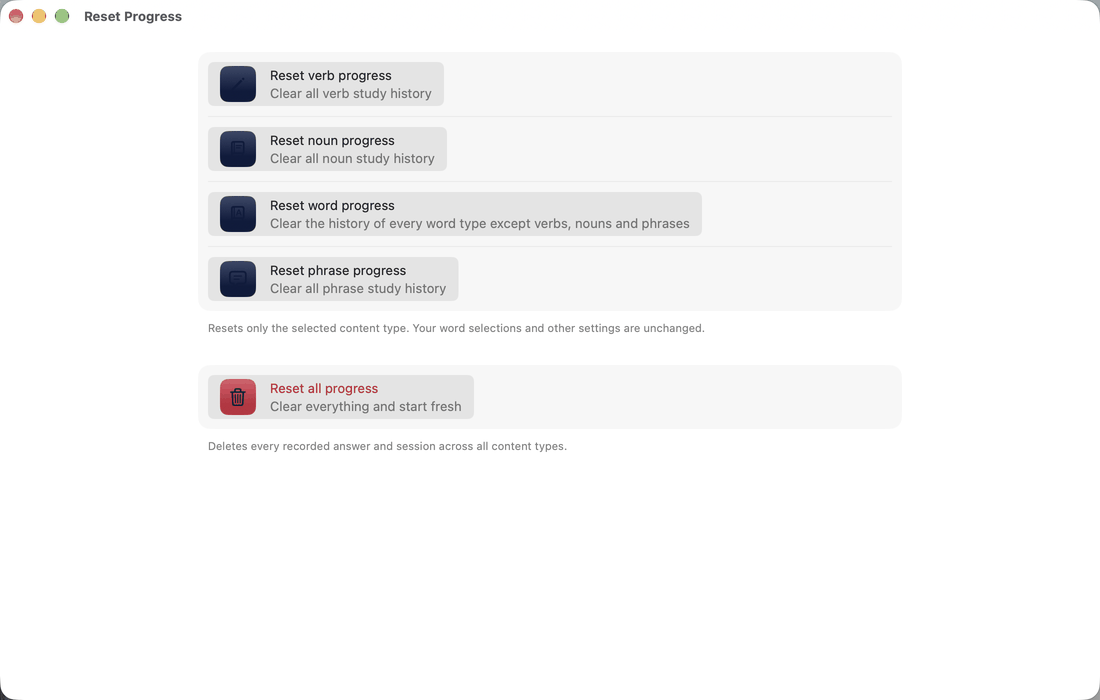 Reset Progress
Reset verb progress
Clear all verb study history
Reset noun progress
Clear all noun study history
Reset word progress
Clear the history of every word type except verbs, nouns and phrases
Reset phrase progress
Clear all phrase study history
Resets only the selected content type. Your word selections and other settings are unchanged.
Reset all progress
Clear everything and start fresh
Deletes every recorded answer and session across all content types.